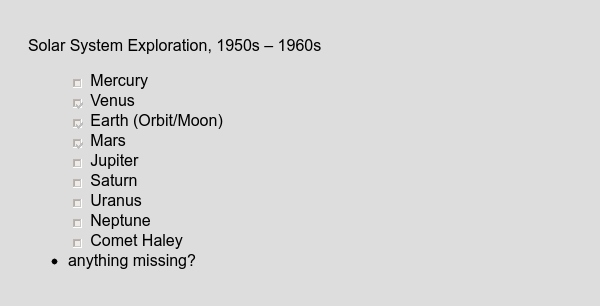 Solar System Exploration, 1950s – 1960s
Mercury
Venus
Earth (Orbit/Moon)
Mars
Jupiter
Saturn
Uranus
Neptune
Comet Haley
anything missing?